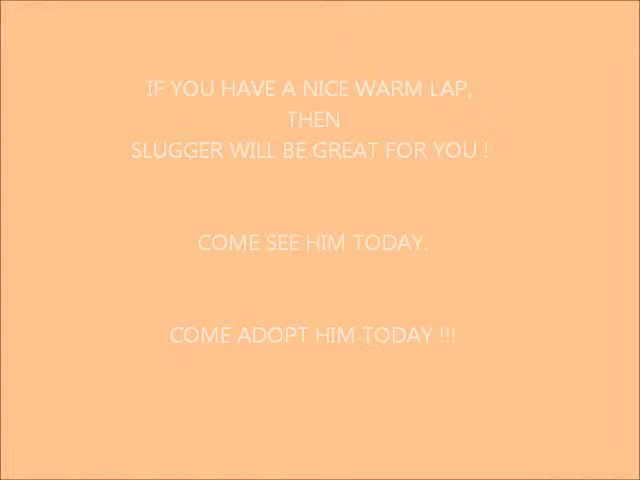 IF YOU HAVE A NICE WARM LAP,
THEN
SLUGGER WILL BE GREAT FOR YOU !
COME SEE HIM TODAY.
COME ADOPT HIM TODAY !!!